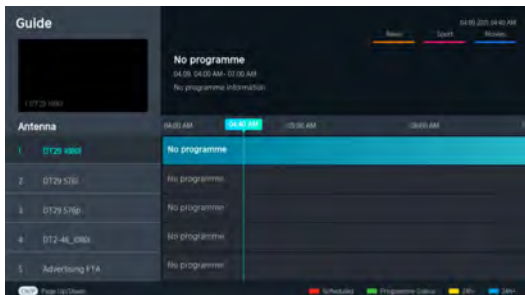 Guide
04.09.2011, 04:40 AM
News Sport Movies
No programme
04.09. 04:00 AM- 07:00 AM
No programme information
Antenna
04:00 AM 04:40 AM 05:00 AM 06:00 AM
1 DT29 1080i No programme
2 DT29 576i No programme
3 DT29 576p No programme
4 No programme
5 Advertising FTA No programme
CH/P Page Up/Down Scheduled Programme Colour 24h- 24h+